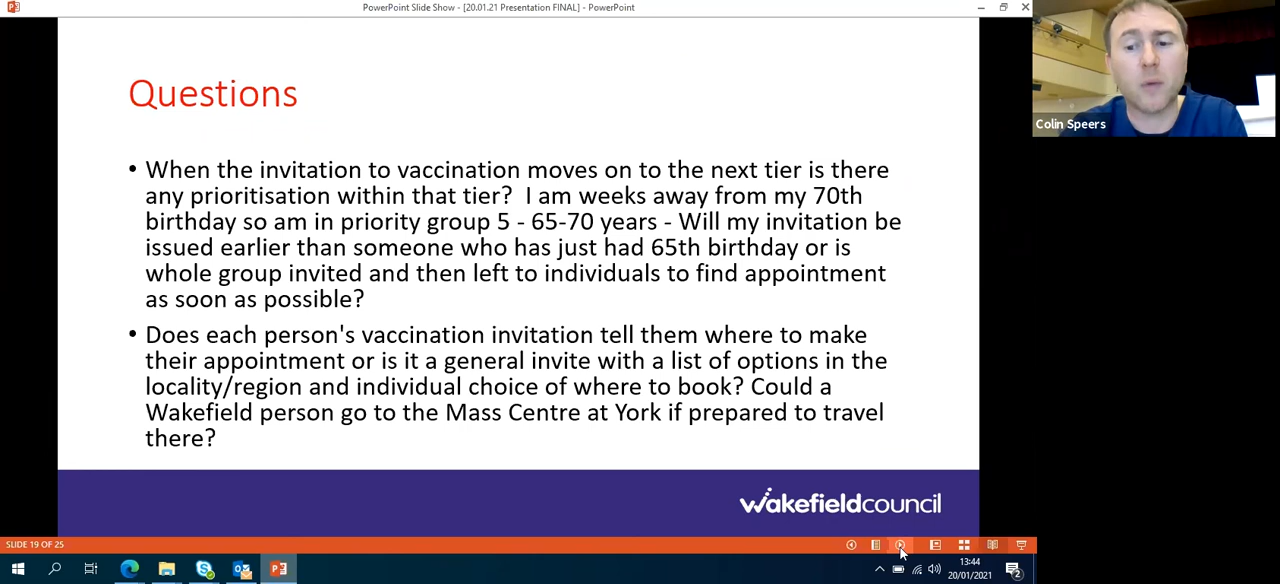 PowerPoint Slide Show - [20.01.21 Presentation FINAL] - PowerPoint
Questions
• When the invitation to vaccination moves on to the next tier is there
any prioritisation within that tier?  I am weeks away from my 70th
birthday so am in priority group 5 - 65-70 years - Will my invitation be
issued earlier than someone who has just had 65th birthday or is
whole group invited and then left to individuals to find appointment
as soon as possible?
• Does each person's vaccination invitation tell them where to make
their appointment or is it a general invite with a list of options in the
locality/region and individual choice of where to book? Could a
Wakefield person go to the Mass Centre at York if prepared to travel
there?
Colin Speers
wakefieldcouncil
SLIDE 19 OF 25
13:44
20/01/2021
2